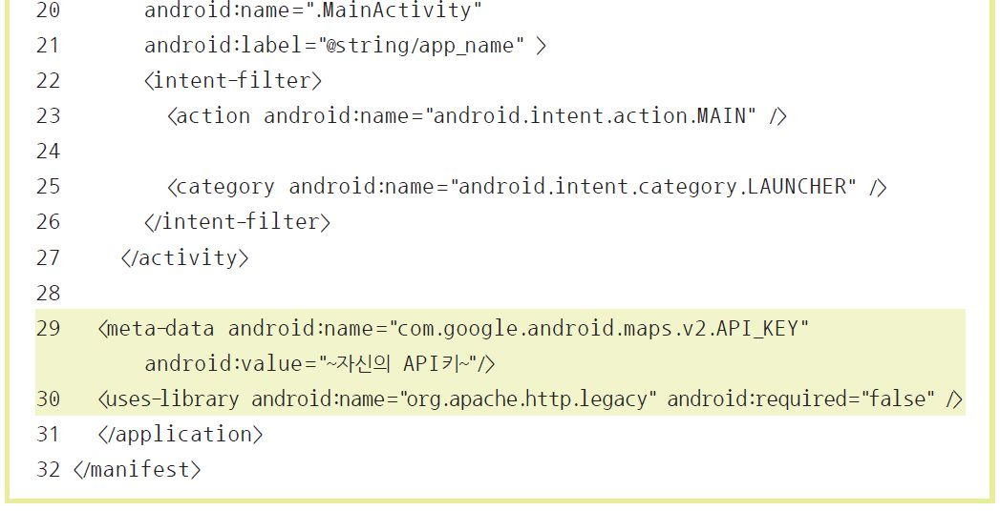 20 android:name=".MainActivity"
21 android:label="@string/app_name" >
22 <intent-filter>
23 <action android:name="android.intent.action.MAIN" />
24
25 <category android:name="android.intent.category.LAUNCHER" />
26 </intent-filter>
27 </activity>
28
29 <meta-data android:name="com.google.android.maps.v2.API_KEY"
android:value="~자신의 API키~"/>
30 <uses-library android:name="org.apache.http.legacy" android:required="false" />
31 </application>
32 </manifest>